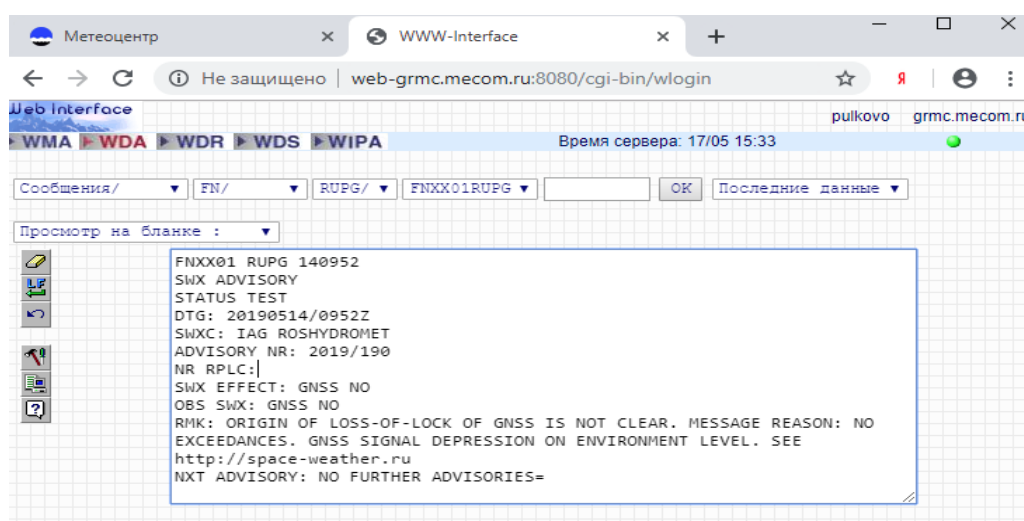 Метеоцентр
WWW-Interface
Не защищено | web-grmc.mecom.ru:8080/cgi-bin/wlogin
Я
Web Interface
pulkovo grmc.mecom.ru
WMA WDA WDR WDS WIPA Время сервера: 17/05 15:33
Сообщения/ FN/ RUPG/ FNXX01RUPG OK Последние данные
Просмотр на бланке :
LF
FNXX01 RUPG 140952
SWX ADVISORY
STATUS TEST
DTG: 20190514/0952Z
SWXC: IAG ROSHYDROMET
ADVISORY NR: 2019/190
NR RPLC:
SWX EFFECT: GNSS NO
OBS SWX: GNSS NO
RMK: ORIGIN OF LOSS-OF-LOCK OF GNSS IS NOT CLEAR. MESSAGE REASON: NO
EXCEEDANCES. GNSS SIGNAL DEPRESSION ON ENVIRONMENT LEVEL. SEE
http://space-weather.ru
NXT ADVISORY: NO FURTHER ADVISORIES=